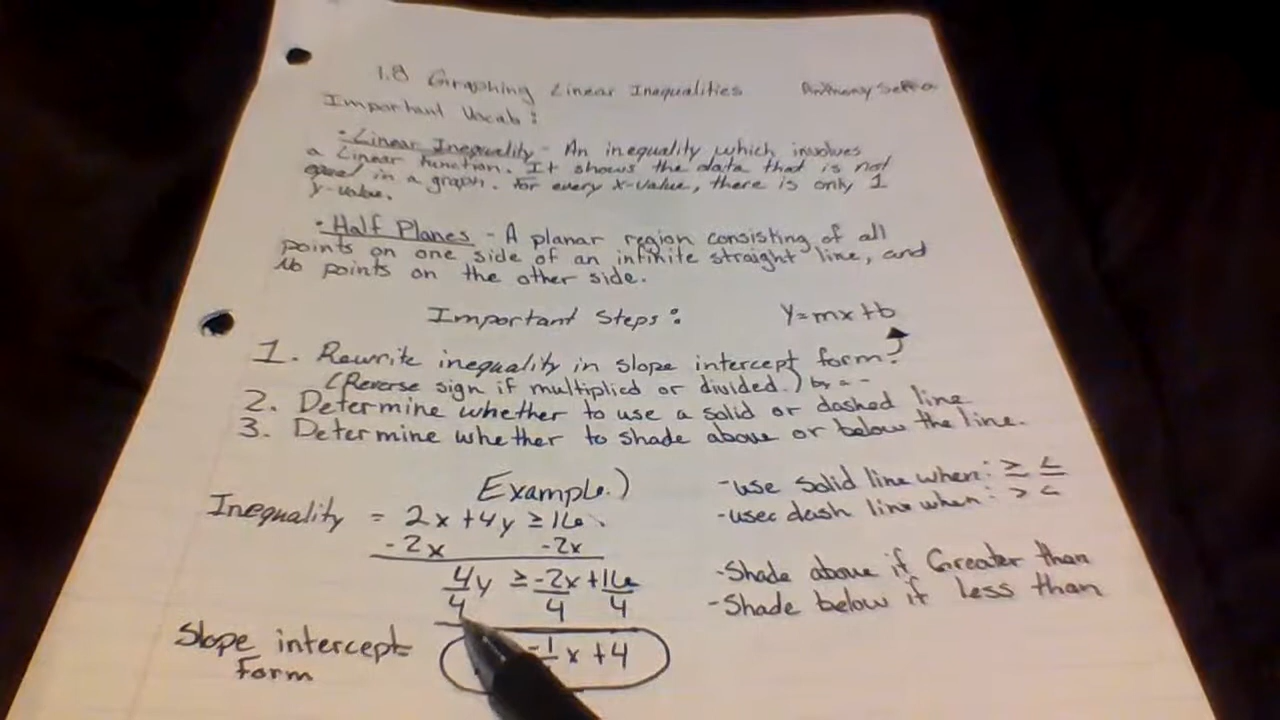 1.8 Graphing Linear Inequalities
Important Vocab:
• Linear Inequality - An inequality which involves
a Linear function. It shows the data that is not
equal in a graph. For every x-value, there is only 1
y-value.
• Half Planes - A planar region consisting of all
points on one side of an infinite straight line, and
No points on the other side.
Important Steps: y=mx+b
1. Rewrite inequality in slope intercept form
(Reverse sign if multiplied or divided.) by a -
2. Determine whether to use a solid or dashed line
3. Determine whether to shade above or below the line.
Example.)
Inequality = 2x +4y ≥ 16
-2x -2x
4y ≥ -2x +16
4 4 4
Slope intercept = -1 x +4
Form
-use Solid line when: ≥ ≤
-use dash line when: > <
-Shade above if Greater than
-Shade below if less than